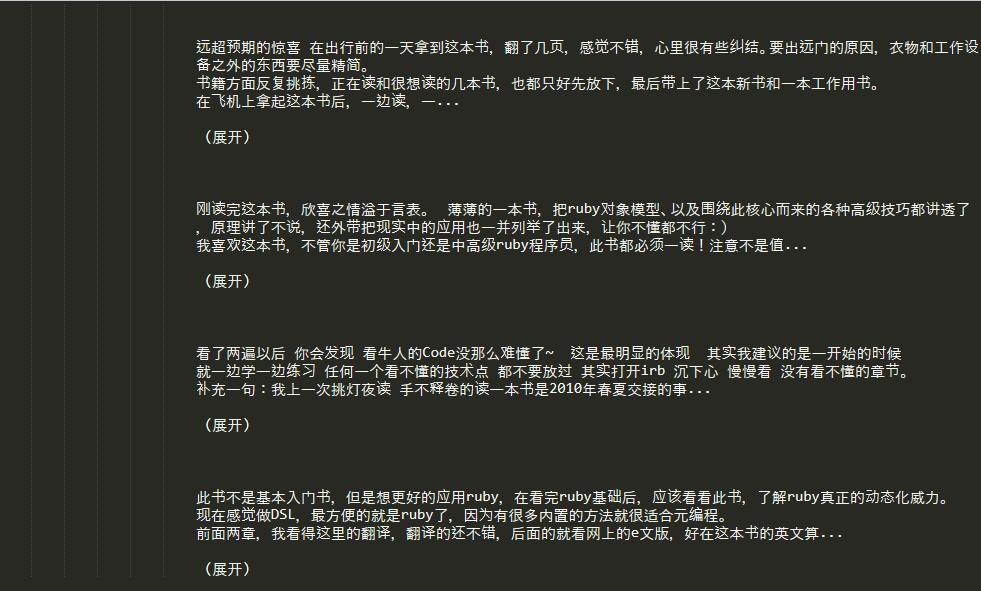 远超预期的惊喜 在出行前的一天拿到这本书，翻了几页，感觉不错，心里很有些纠结。要出远门的原因，衣物和工作设
备之外的东西要尽量精简。
书籍方面反复挑拣，正在读和很想读的几本书，也都只好先放下，最后带上了这本新书和一本工作用书。
在飞机上拿起这本书后，一边读，一...
（展开）
刚读完这本书，欣喜之情溢于言表。 薄薄的一本书，把ruby对象模型、以及围绕此核心而来的各种高级技巧都讲透了
，原理讲了不说，还外带把现实中的应用也一并列举了出来，让你不懂都不行：）
我喜欢这本书，不管你是初级入门还是中高级ruby程序员，此书都必须一读！注意不是值...
（展开）
看了两遍以后 你会发现 看牛人的Code没那么难懂了~  这是最明显的体现  其实我建议的是一开始的时候
就一边学一边练习 任何一个看不懂的技术点 都不要放过 其实打开irb 沉下心 慢慢看 没有看不懂的章节。
补充一句：我上一次挑灯夜读 手不释卷的读一本书是2010年春夏交接的事...
（展开）
此书不是基本入门书，但是想更好的应用ruby，在看完ruby基础后，应该看看此书，了解ruby真正的动态化威力。
现在感觉做DSL，最方便的就是ruby了，因为有很多内置的方法就很适合元编程。
前面两章，我看得这里的翻译，翻译的还不错，后面的就看网上的e文版，好在这本书的英文算...
（展开）